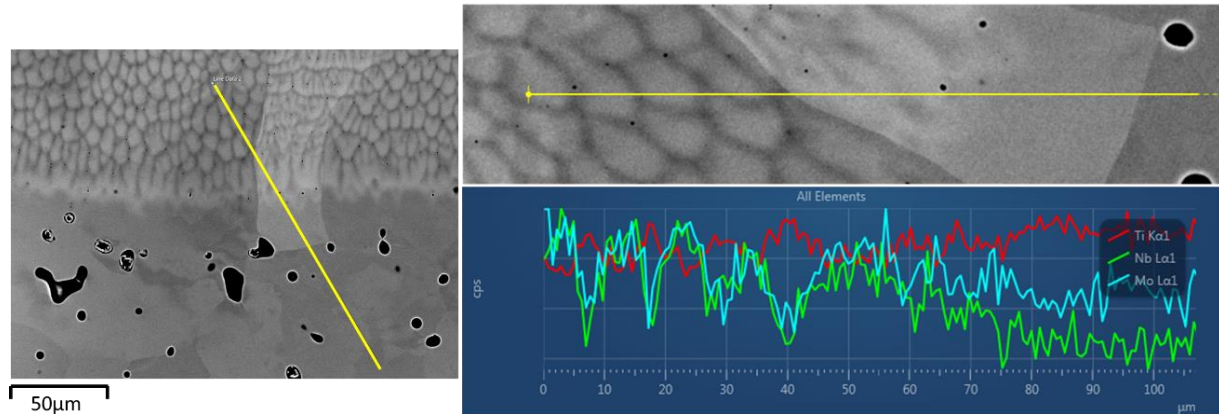 Line Data 2
50µm
All Elements
cps
Ti Kα1
Nb Lα1
Mo Lα1
0 10 20 30 40 50 60 70 80 90 100
µm